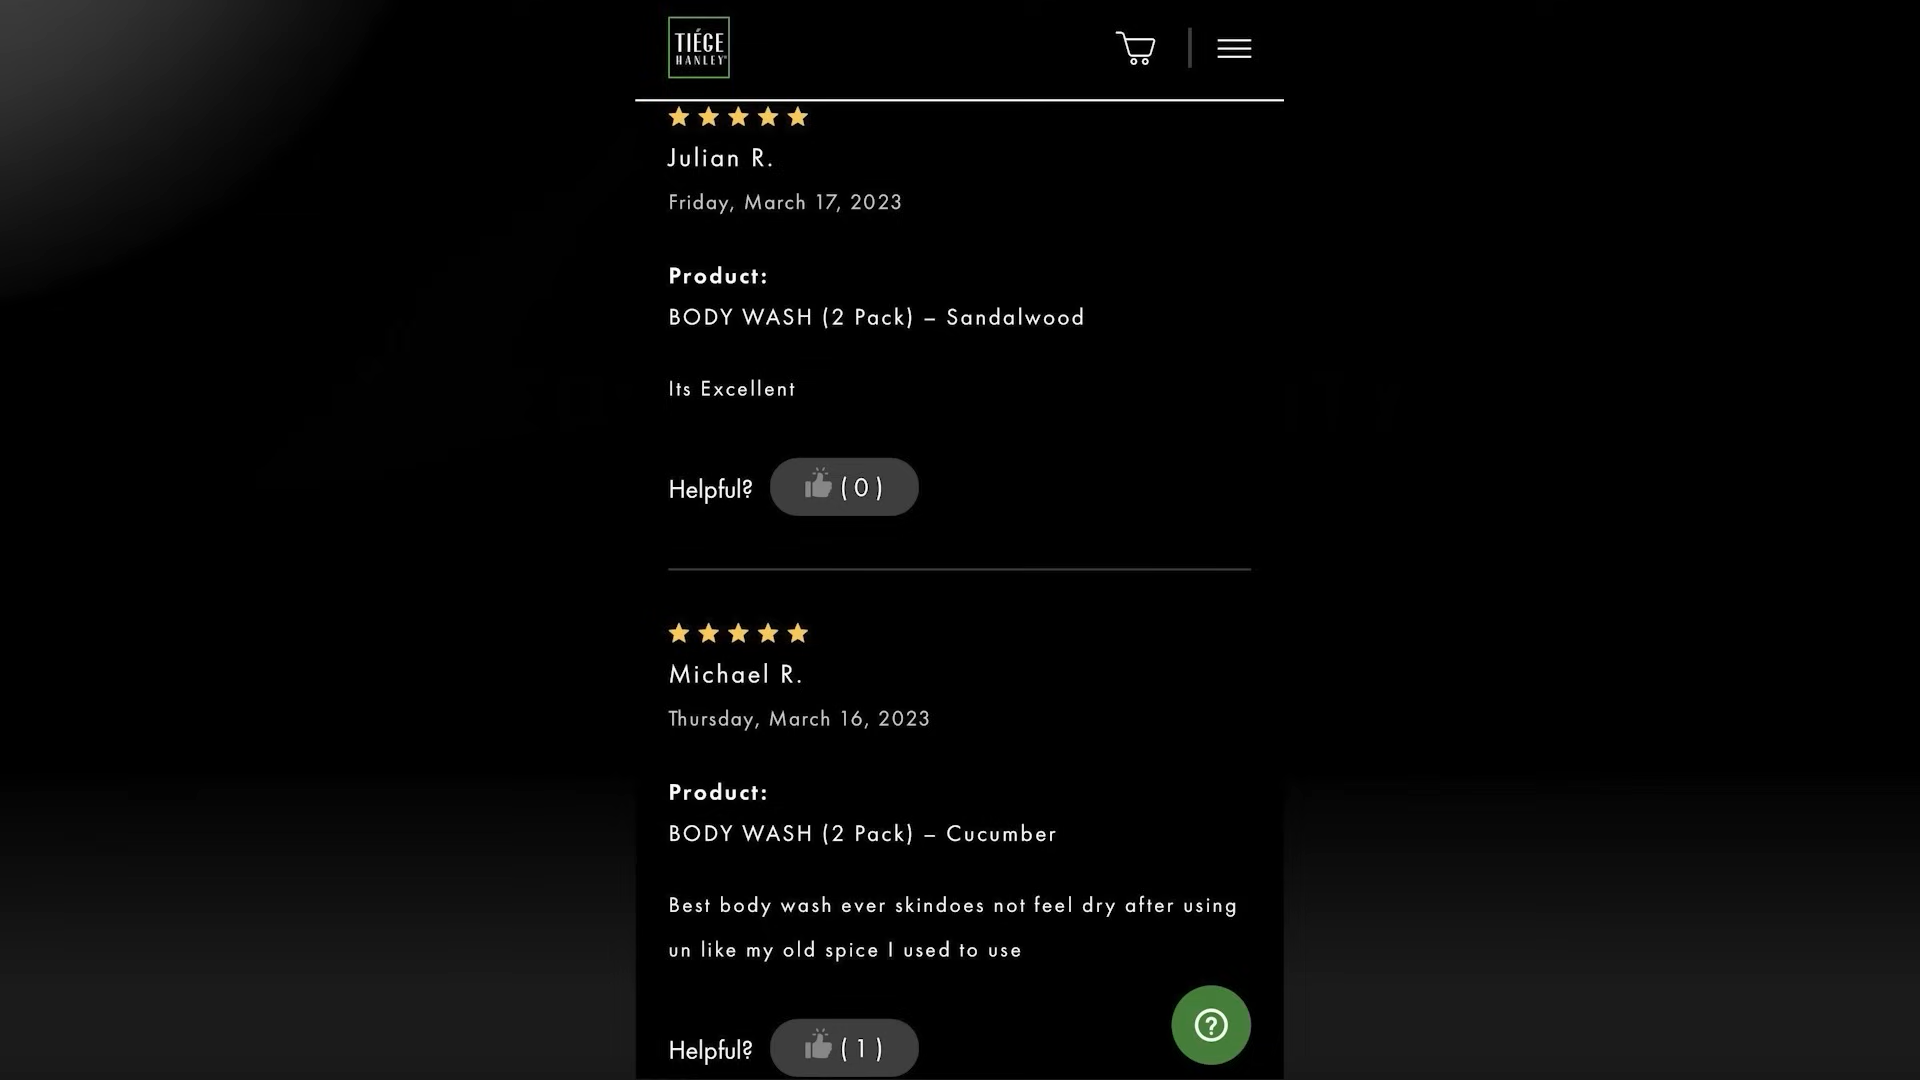 TIÉGE
HANLEY
Julian R.
Friday, March 17, 2023
Product:
BODY WASH (2 Pack) – Sandalwood
Its Excellent
Helpful? ( 0 )
Michael R.
Thursday, March 16, 2023
Product:
BODY WASH (2 Pack) – Cucumber
Best body wash ever skindoes not feel dry after using
un like my old spice I used to use
Helpful? ( 1 )
?